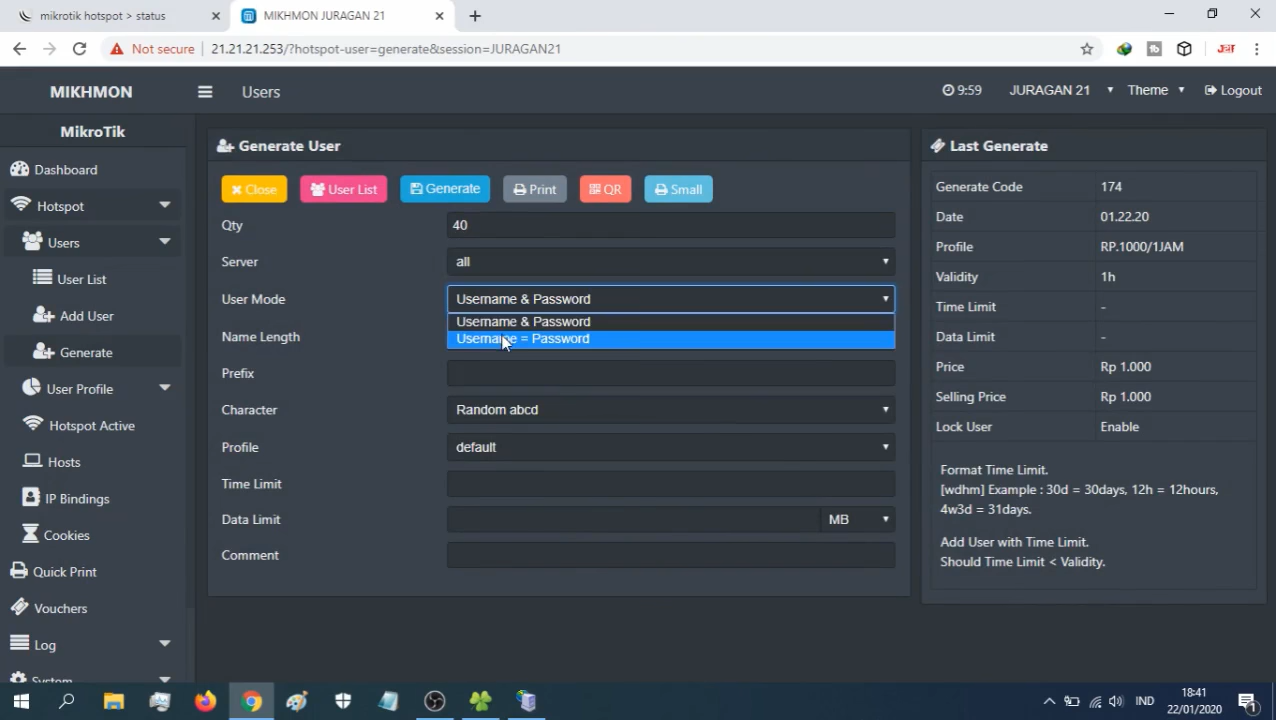 mikrotik hotspot > status
MIKHMON JURAGAN 21
Not secure
21.21.21.253/?hotspot-user=generate&session=JURAGAN21
MIKHMON
Users
9:59
JURAGAN 21
Theme
Logout
MikroTik
Dashboard
Hotspot
Users
User List
Add User
Generate
User Profile
Hotspot Active
Hosts
IP Bindings
Cookies
Quick Print
Vouchers
Log
System
Generate User
Close
User List
Generate
Print
QR
Small
Qty
40
Server
all
User Mode
Username & Password
Username & Password
Username = Password
Name Length
Prefix
Character
Random abcd
Profile
default
Time Limit
Data Limit
MB
Comment
Last Generate
Generate Code 174
Date 01.22.20
Profile RP.1000/1JAM
Validity 1h
Time Limit -
Data Limit -
Price Rp 1.000
Selling Price Rp 1.000
Lock User Enable
Format Time Limit.
[wdhm] Example : 30d = 30days, 12h = 12hours,
4w3d = 31days.
Add User with Time Limit.
Should Time Limit < Validity.
IND
18:41
22/01/2020